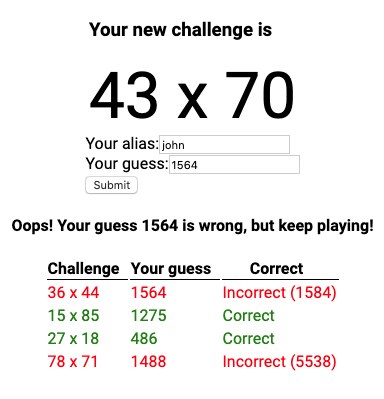 Your new challenge is
43 x 70
Your alias: john
Your guess: 1564
Submit
Oops! Your guess 1564 is wrong, but keep playing!
Challenge Your guess Correct
36 x 44 1564 Incorrect (1584)
15 x 85 1275 Correct
27 x 18 486 Correct
78 x 71 1488 Incorrect (5538)